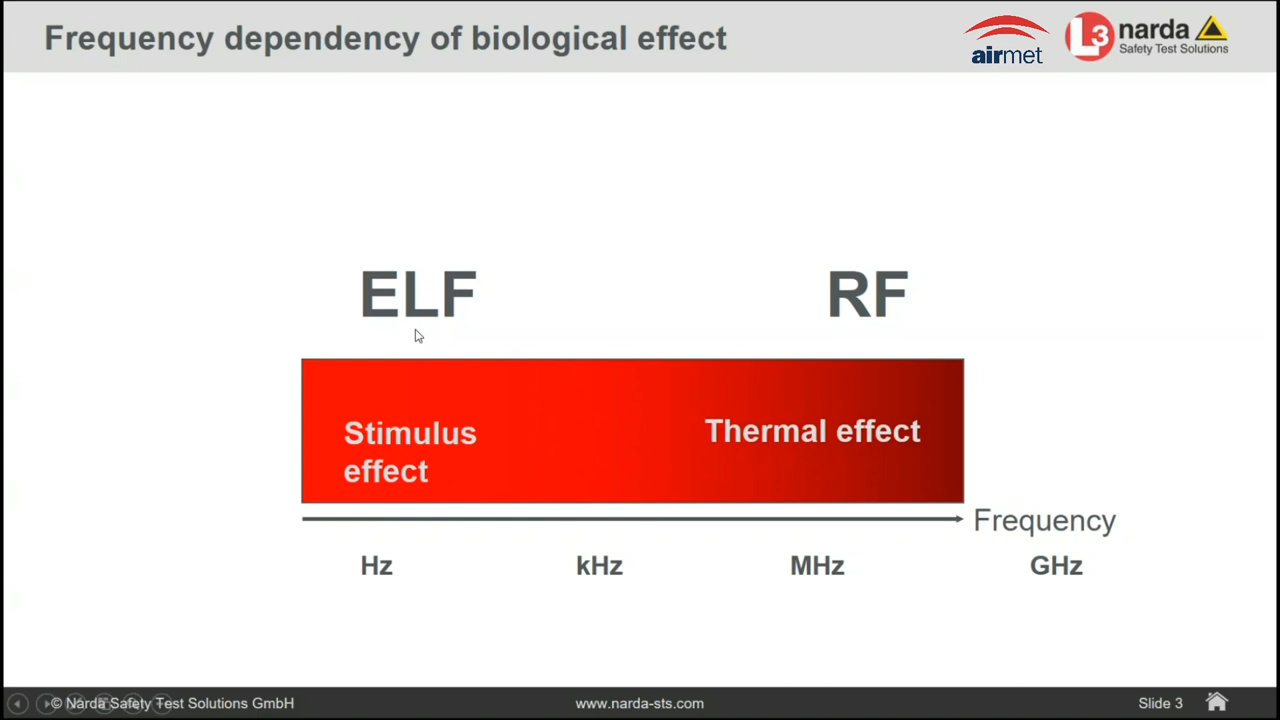 Frequency dependency of biological effect
airmet
L3 narda
Safety Test Solutions
ELF RF
Stimulus
effect
Thermal effect
Frequency
Hz kHz MHz GHz
© Narda Safety Test Solutions GmbH www.narda-sts.com Slide 3